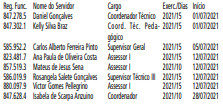 Reg. Func. Nome do Servidor Cargo Exerc./Dias Início
847.278.5 Daniel Gonçalves Coordenador Técnico 2021/15 01/07/2021
847.302.1 Kelly Silva Braz Coord. Téc. Peda- 2021/15 01/07/2021
gógico
585.952.2 Carlos Alberto Ferreira Pinto Supervisor Geral 2021/15 05/07/2021
823.481.7 Ana Paula de Oliveira Costa Assessor I 2021/15 12/07/2021
857.519.3 Mateus de Jesus Sena Assessor I 2021/15 12/07/2021
586.019.9 Rosangela Salete Gonçalves Supervisor Técnico III 2021/15 12/07/2021
880.097.9 Victor Gomes Pellegrino Assessor I 2021/15 12/07/2021
847.628.4 Isabela de Scarpa Anzuino Coordenador 2021/15 28/07/2021